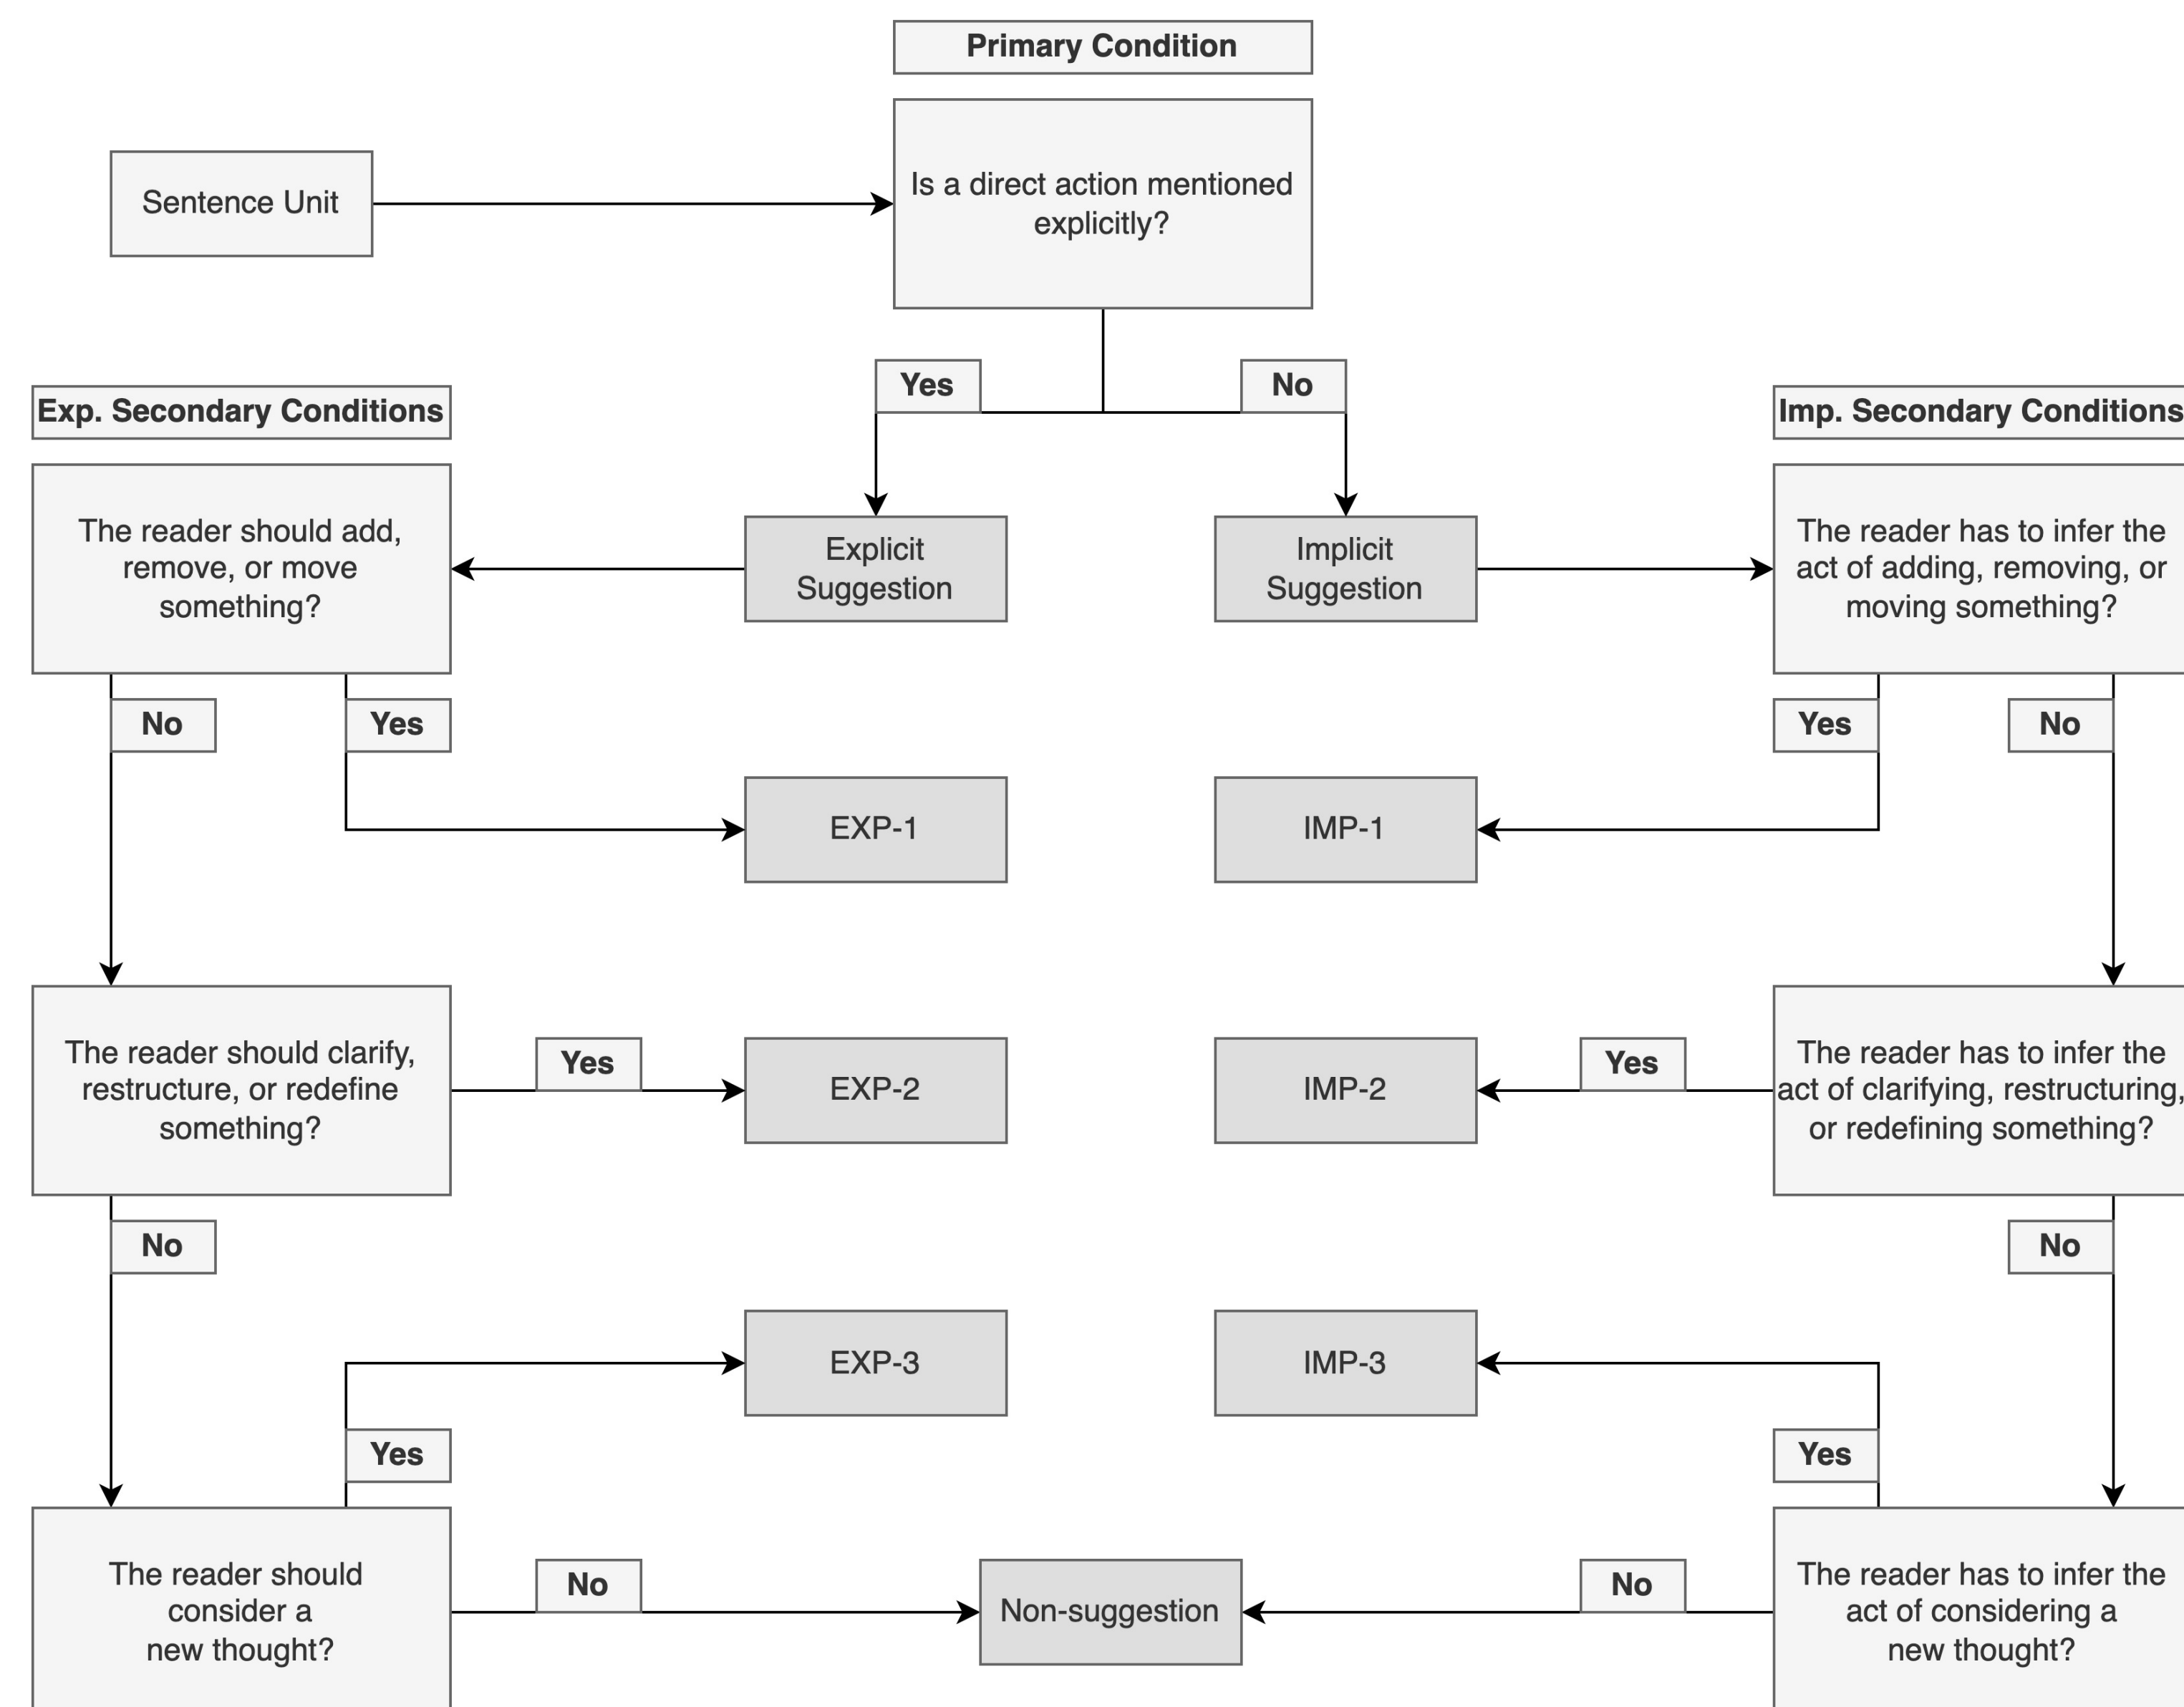 Primary Condition
Sentence Unit
Is a direct action mentioned
explicitly?
Yes
No
Exp. Secondary Conditions
Imp. Secondary Conditions
The reader should add,
remove, or move
something?
Explicit
Suggestion
Implicit
Suggestion
The reader has to infer the
act of adding, removing, or
moving something?
No
Yes
Yes
No
EXP-1
IMP-1
The reader should clarify,
restructure, or redefine
something?
Yes
EXP-2
IMP-2
Yes
The reader has to infer the
act of clarifying, restructuring,
or redefining something?
No
No
EXP-3
IMP-3
Yes
Yes
The reader should
consider a
new thought?
No
Non-suggestion
No
The reader has to infer the
act of considering a
new thought?